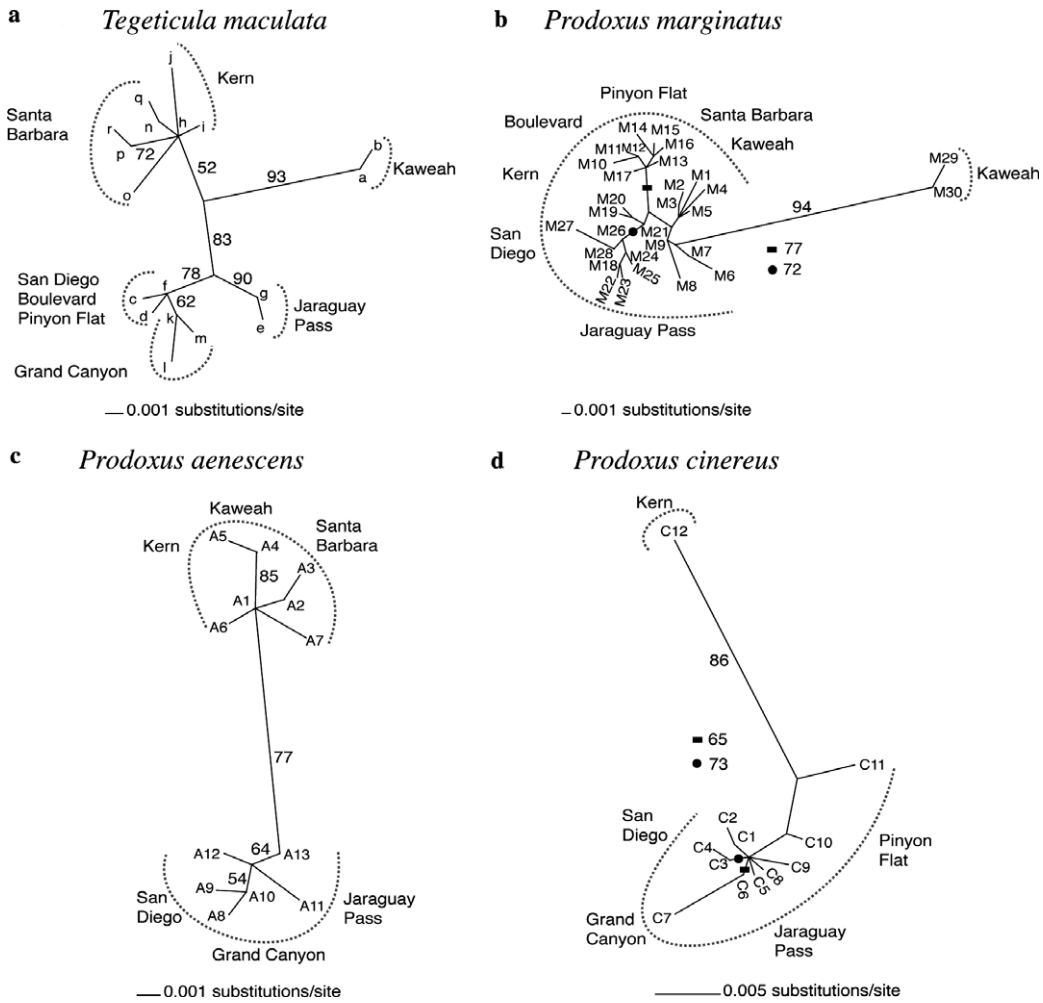 a Tegeticula maculata
j
Kern
q
Santa
Barbara
h
i
r
n
p
72
o
52
b
a
Kaweah
93
83
San Diego
Boulevard
Pinyon Flat
78
90
f
c
62
d
k
g
e
Jaraguay
Pass
m
l
Grand Canyon
0.001 substitutions/site
b Prodoxus marginatus
Pinyon Flat
Boulevard
Santa Barbara
Kaweah
Kern
M14
M15
M11
M12
M16
M10
M13
M17
M2
M1
M3
M4
M5
M20
M19
M27
M26
M21
M9
M7
M28
M24
M18
M25
M6
M8
M22
M23
San
Diego
Jaraguay Pass
94
M29
M30
Kaweah
77
72
0.001 substitutions/site
c Prodoxus aenescens
Kaweah
Kern
Santa
Barbara
A5
A4
A3
85
A1
A2
A6
A7
77
64
A12
A13
54
A9
A10
A8
A11
San
Diego
Jaraguay
Pass
Grand Canyon
0.001 substitutions/site
d Prodoxus cinereus
Kern
C12
86
65
73
C11
San
Diego
C2
C1
C10
C4
C3
C9
C8
C5
C6
C7
Pinyon
Flat
Grand
Canyon
Jaraguay
Pass
0.005 substitutions/site